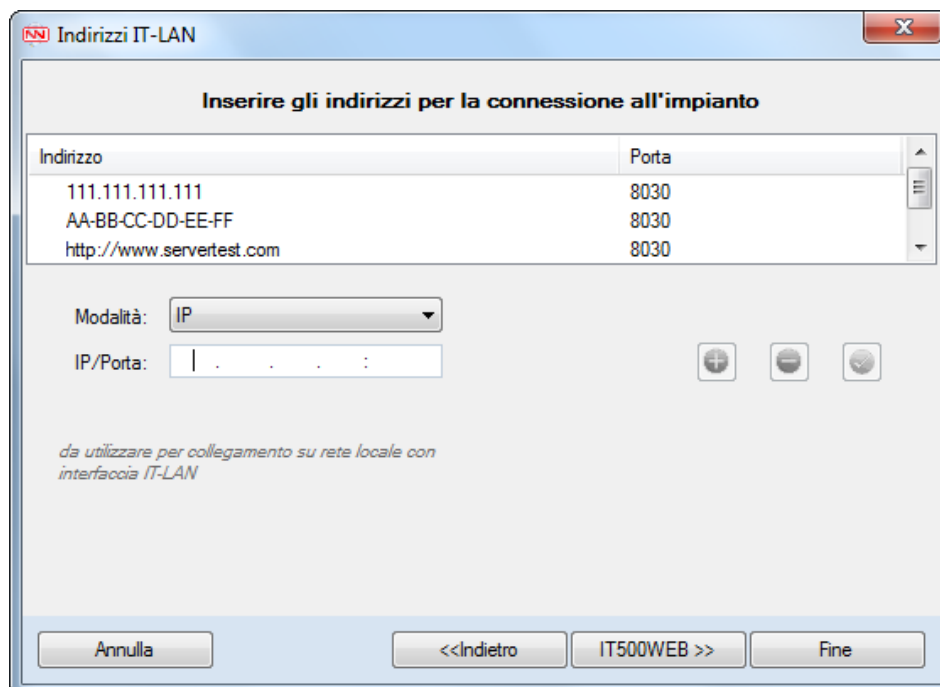 Indirizzi IT-LAN
Inserire gli indirizzi per la connessione all'impianto
Indirizzo Porta
111.111.111.111 8030
AA-BB-CC-DD-EE-FF 8030
http://www.servertest.com 8030
Modalità: IP
IP/Porta: . . . :
da utilizzare per collegamento su rete locale con
interfaccia IT-LAN
Annulla <<Indietro IT500WEB >> Fine